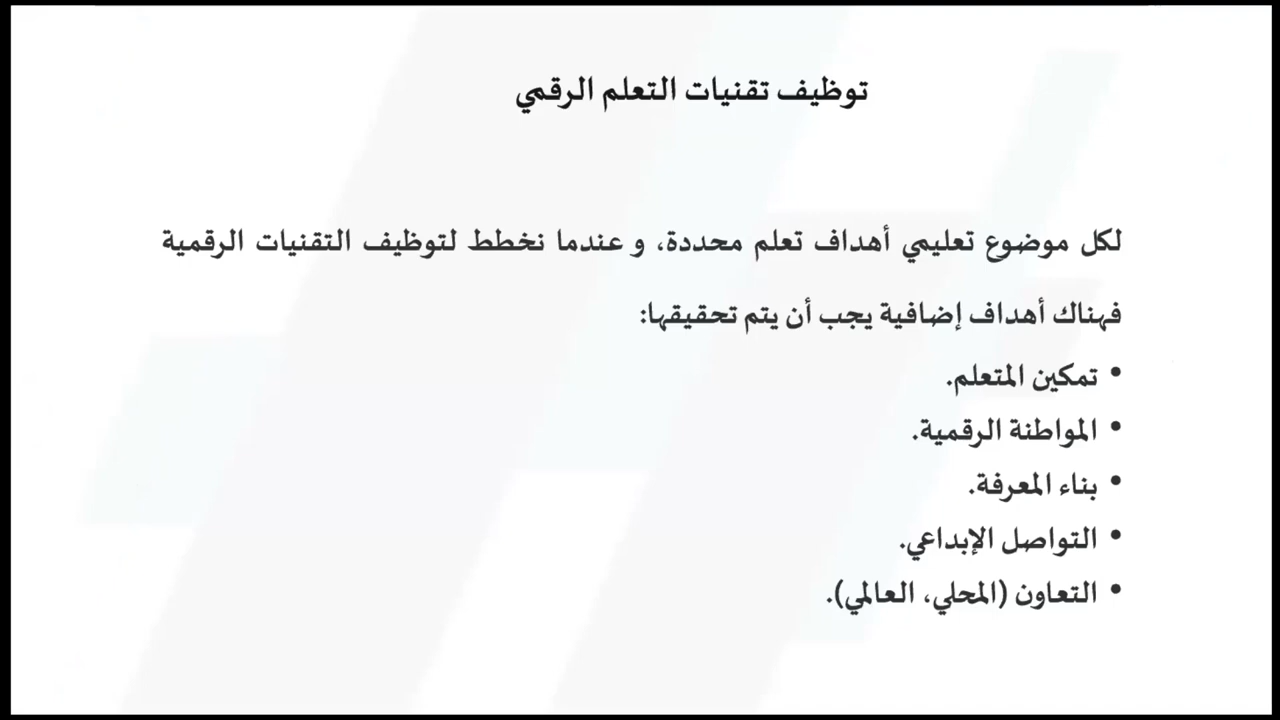 توظيف تقنيات التعلم الرقمي
لكل موضوع تعليمي أهداف تعلم محددة، و عندما نخطط لتوظيف التقنيات الرقمية
فهناك أهداف إضافية يجب أن يتم تحقيقها:
• تمكين المتعلم.
• المواطنة الرقمية.
• بناء المعرفة.
• التواصل الإبداعي.
• التعاون (المحلي، العالمي).